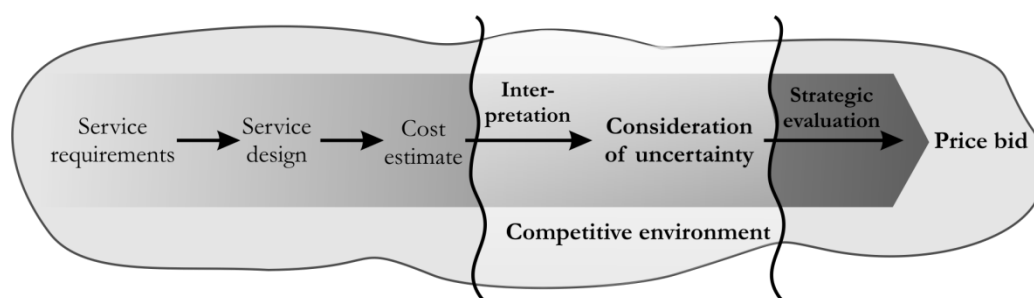 Service
requirements
Service
design
Cost
estimate
Inter-
pretation
Consideration
of uncertainty
Strategic
evaluation
Price bid
Competitive environment